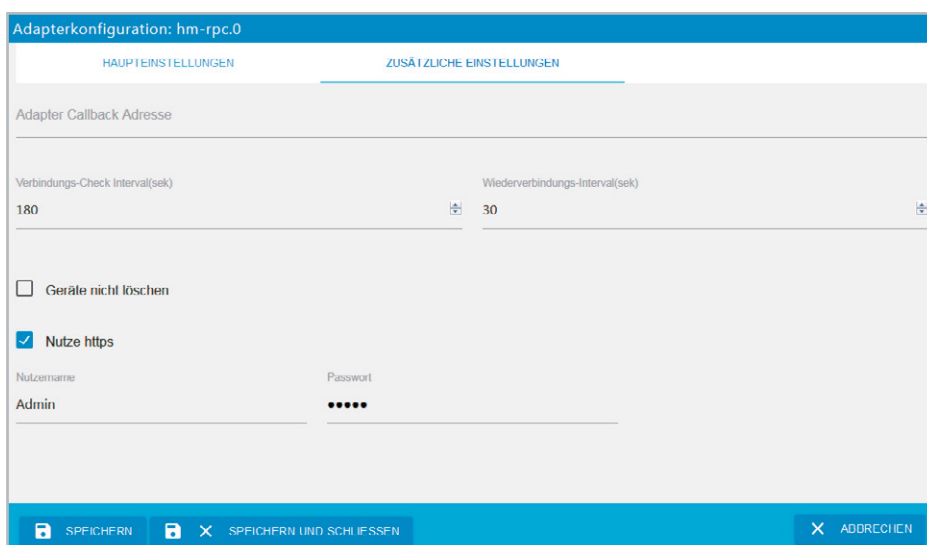 Adapterkonfiguration: hm-rpc.0
HAUPTEINSTELLUNGEN
ZUSÄTZLICHE EINSTELLUNGEN
Adapter Callback Adresse
Verbindungs-Check Interval(sek)
Wiederverbindungs-Interval(sek)
180
30
Geräte nicht löschen
Nutze https
Nutzername
Passwort
Admin
•••••
SPEICHERN
SPEICHERN UND SCHLIESSEN
ABBRECHEN